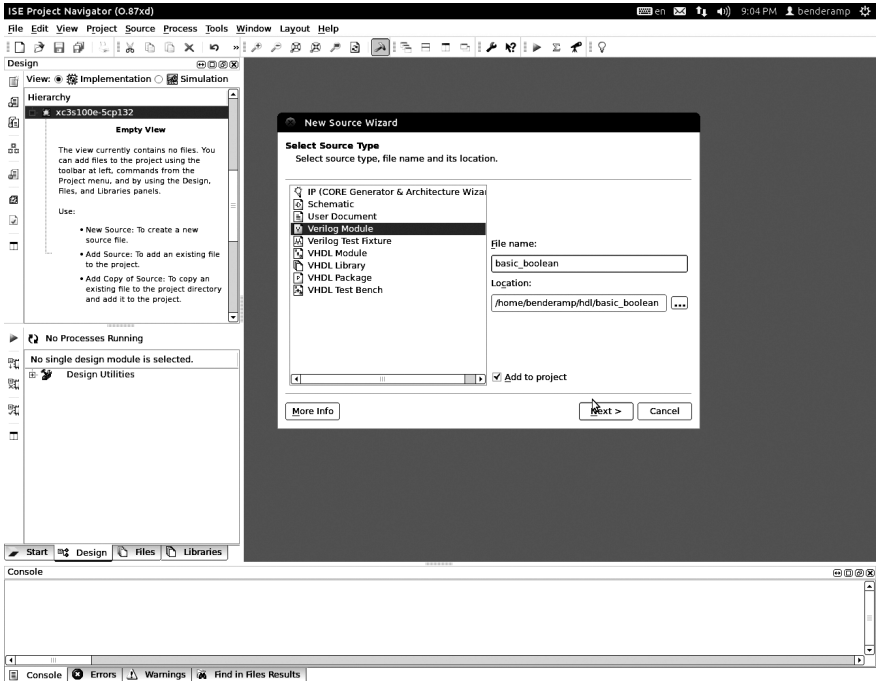 ISE Project Navigator (O.87xd)
en
9:04 PM benderamp
File Edit View Project Source Process Tools Window Layout Help
»
Design
View: Implementation Simulation
Hierarchy
xc3s100e-5cp132
Empty View
The view currently contains no files. You
can add files to the project using the
toolbar at left, commands from the
Project menu, and by using the Design,
Files, and Libraries panels.
Use:
• New Source: To create a new
source file.
• Add Source: To add an existing file
to the project.
• Add Copy of Source: To copy an
existing file to the project directory
and add it to the project.
No Processes Running
No single design module is selected.
Design Utilities
Start Design Files Libraries
New Source Wizard
Select Source Type
Select source type, file name and its location.
IP (CORE Generator & Architecture Wizar
Schematic
User Document
Verilog Module
Verilog Test Fixture
VHDL Module
VHDL Library
VHDL Package
VHDL Test Bench
File name:
basic_boolean
Location:
/home/benderamp/hdl/basic_boolean ...
Add to project
More Info Next > Cancel
Console
Console Errors Warnings Find in Files Results